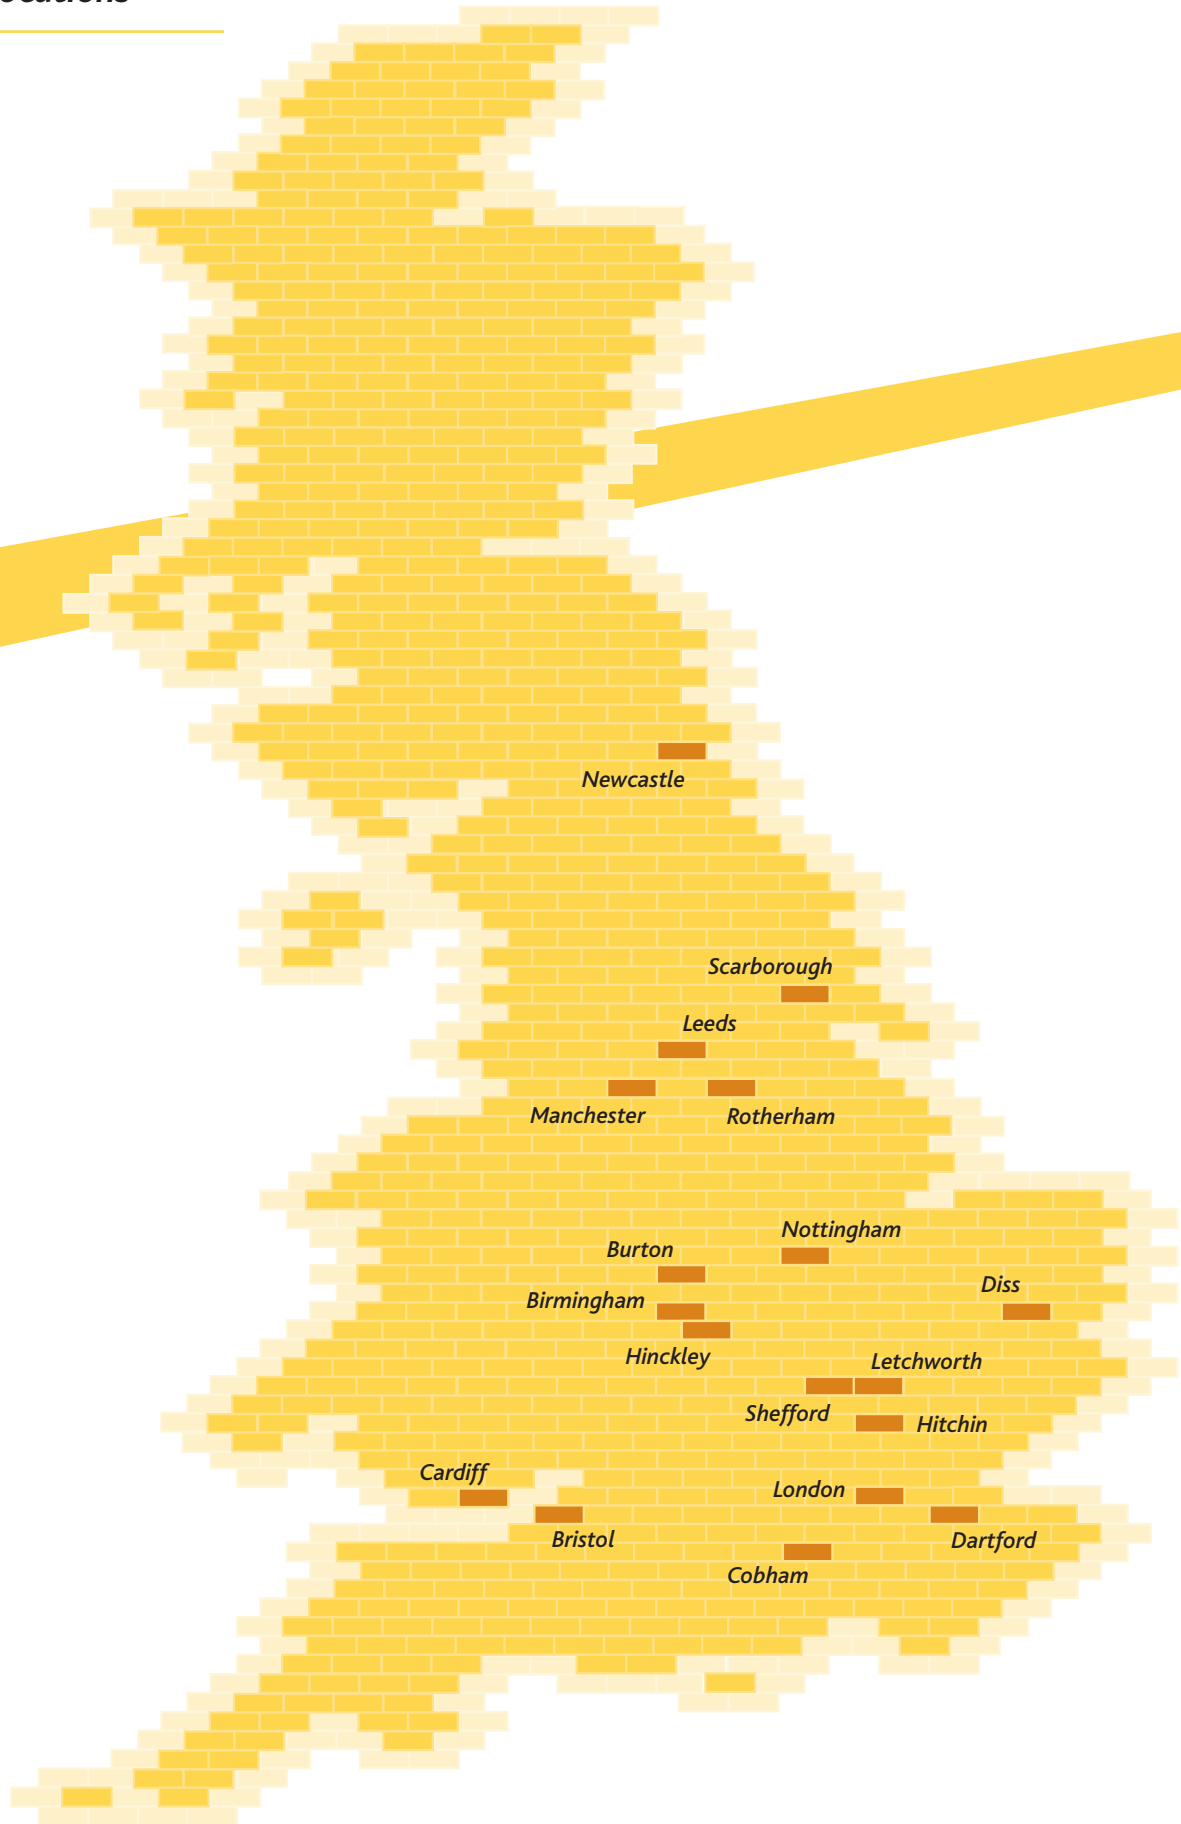 Newcastle
Scarborough
Leeds
Manchester
Rotherham
Nottingham
Burton
Diss
Birmingham
Hinckley
Letchworth
Shefford
Hitchin
Cardiff
London
Bristol
Dartford
Cobham